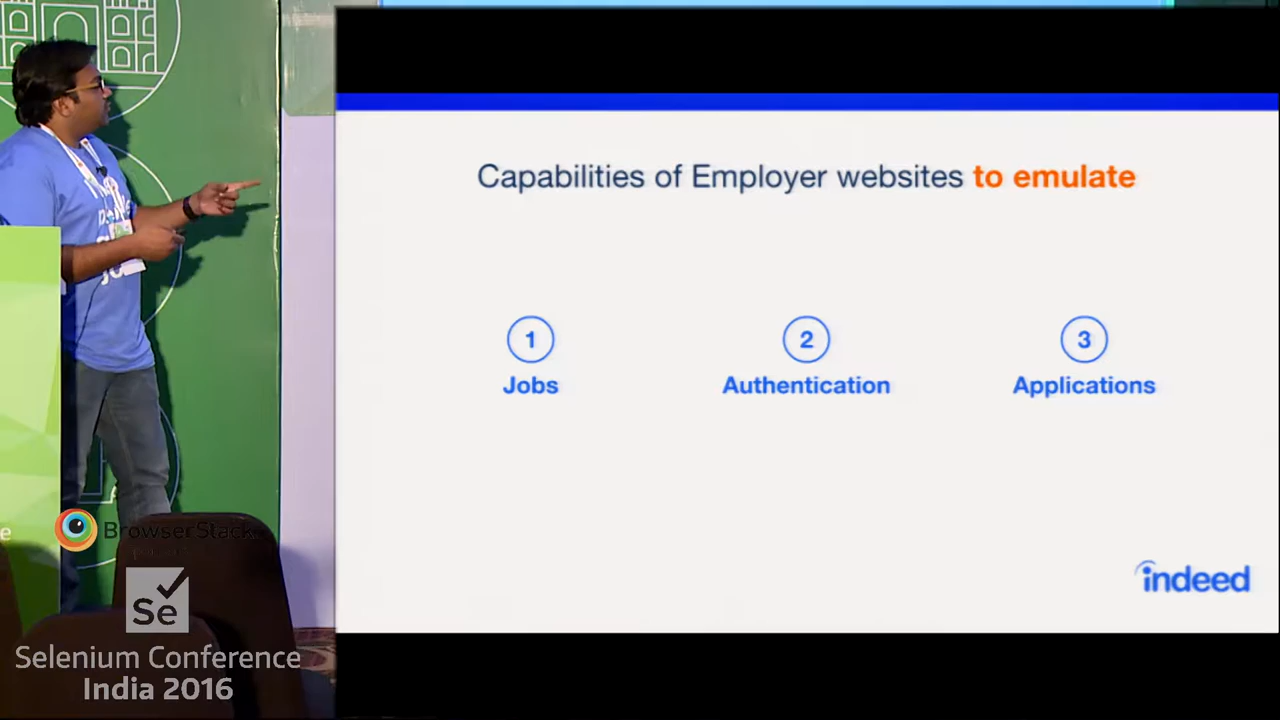 Capabilities of Employer websites to emulate
1
Jobs
2
Authentication
3
Applications
indeed
BrowserStack
Se
Selenium Conference
India 2016